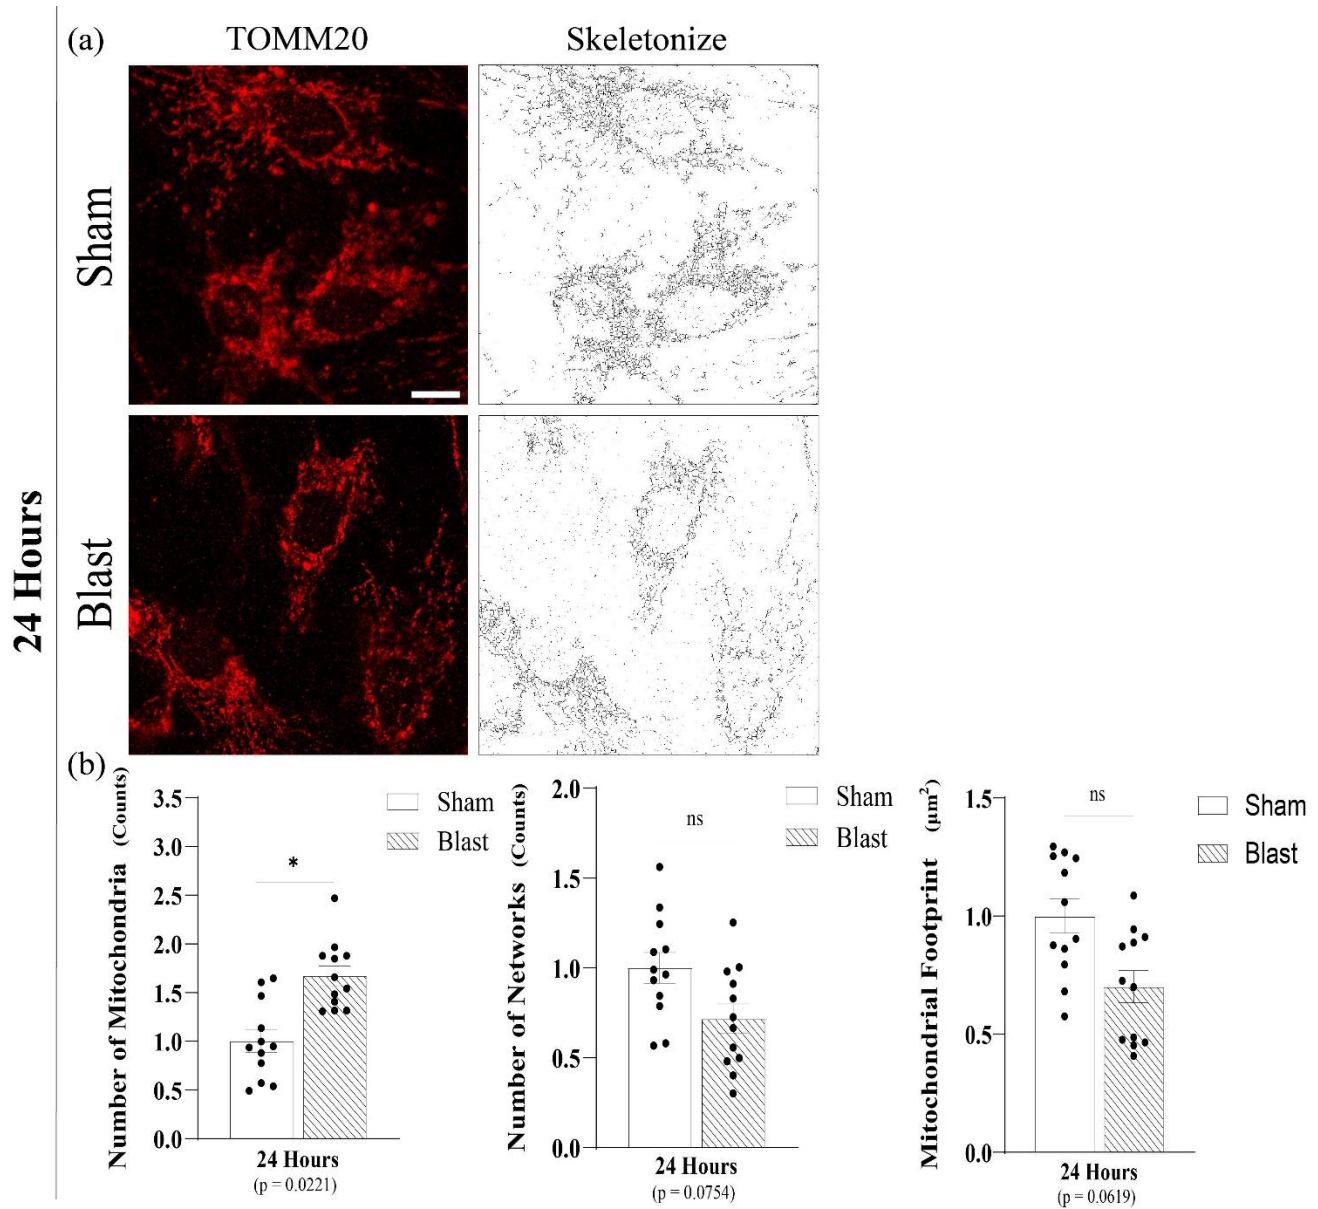 (a)
TOMM20
Skeletonize
24 Hours
Sham
Blast
(b)
Number of Mitochondria (Counts)
3.5
3.0
2.5
2.0
1.5
1.0
0.5
0.0
*
Sham
Blast
24 Hours
(p = 0.0221)
Number of Networks (Counts)
2.0
1.5
1.0
0.5
0.0
ns
Sham
Blast
24 Hours
(p = 0.0754)
Mitochondrial Footprint (µm²)
1.5
1.0
0.5
0.0
ns
Sham
Blast
24 Hours
(p = 0.0619)